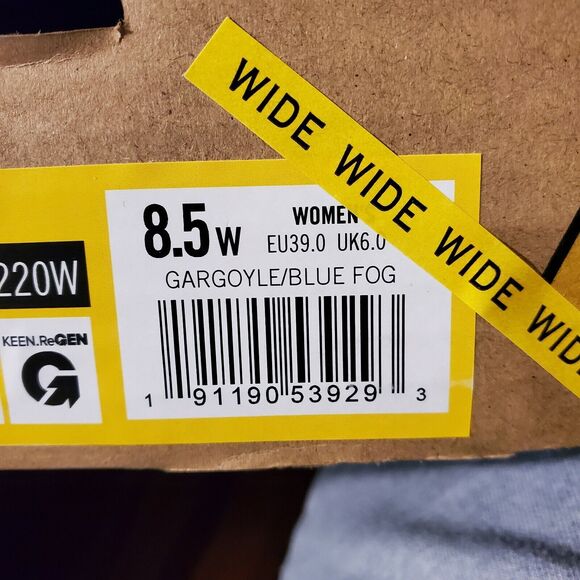 WIDE WIDE WIDE WIDE
8.5 W
WOMEN
EU39.0 UK6.0
GARGOYLE/BLUE FOG
220W
KEEN.ReGEN
1 91190 53929 3